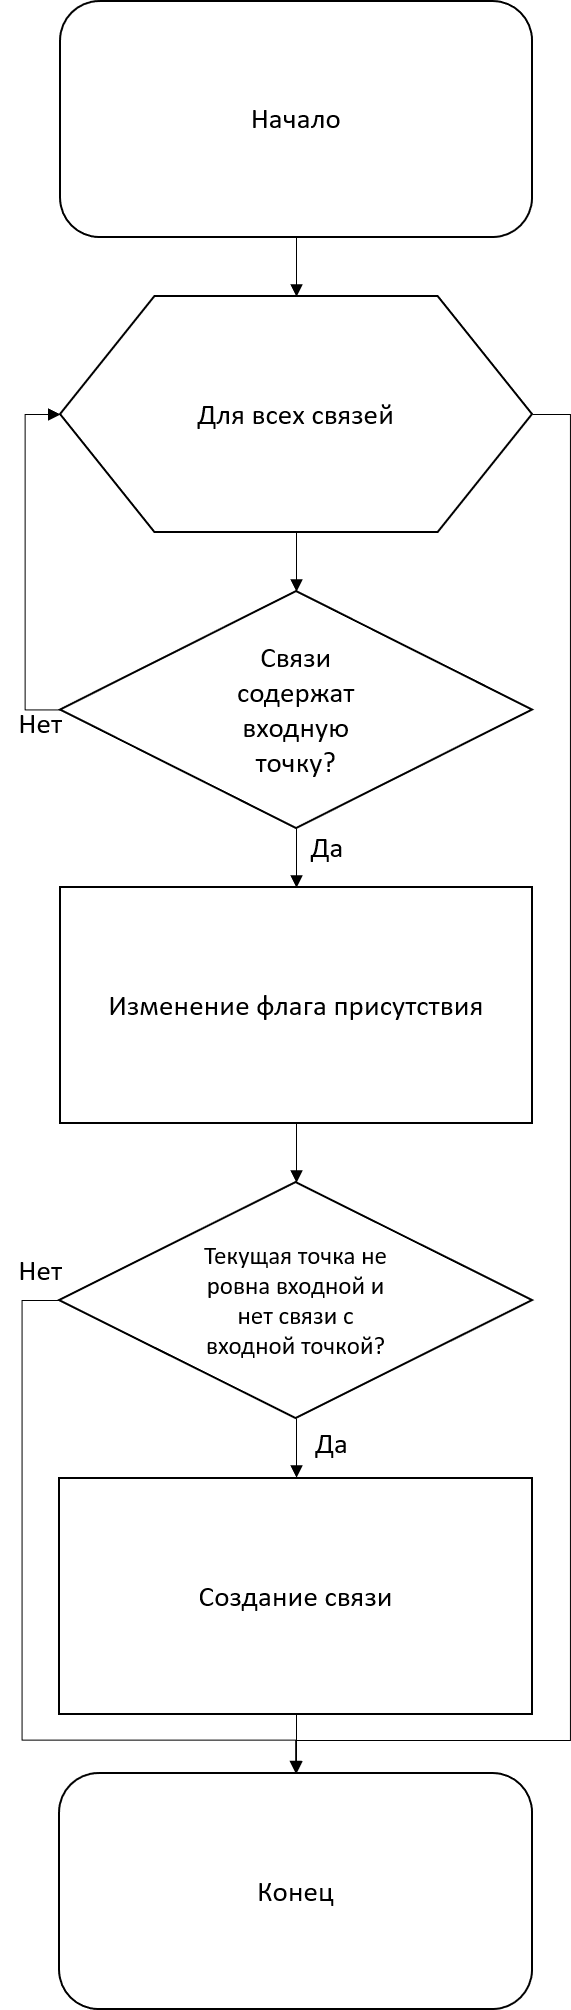 Начало
Для всех связей
Связи
содержат
входную
точку?
Нет
Да
Изменение флага присутствия
Нет
Текущая точка не
ровна входной и
нет связи с
входной точкой?
Да
Создание связи
Конец